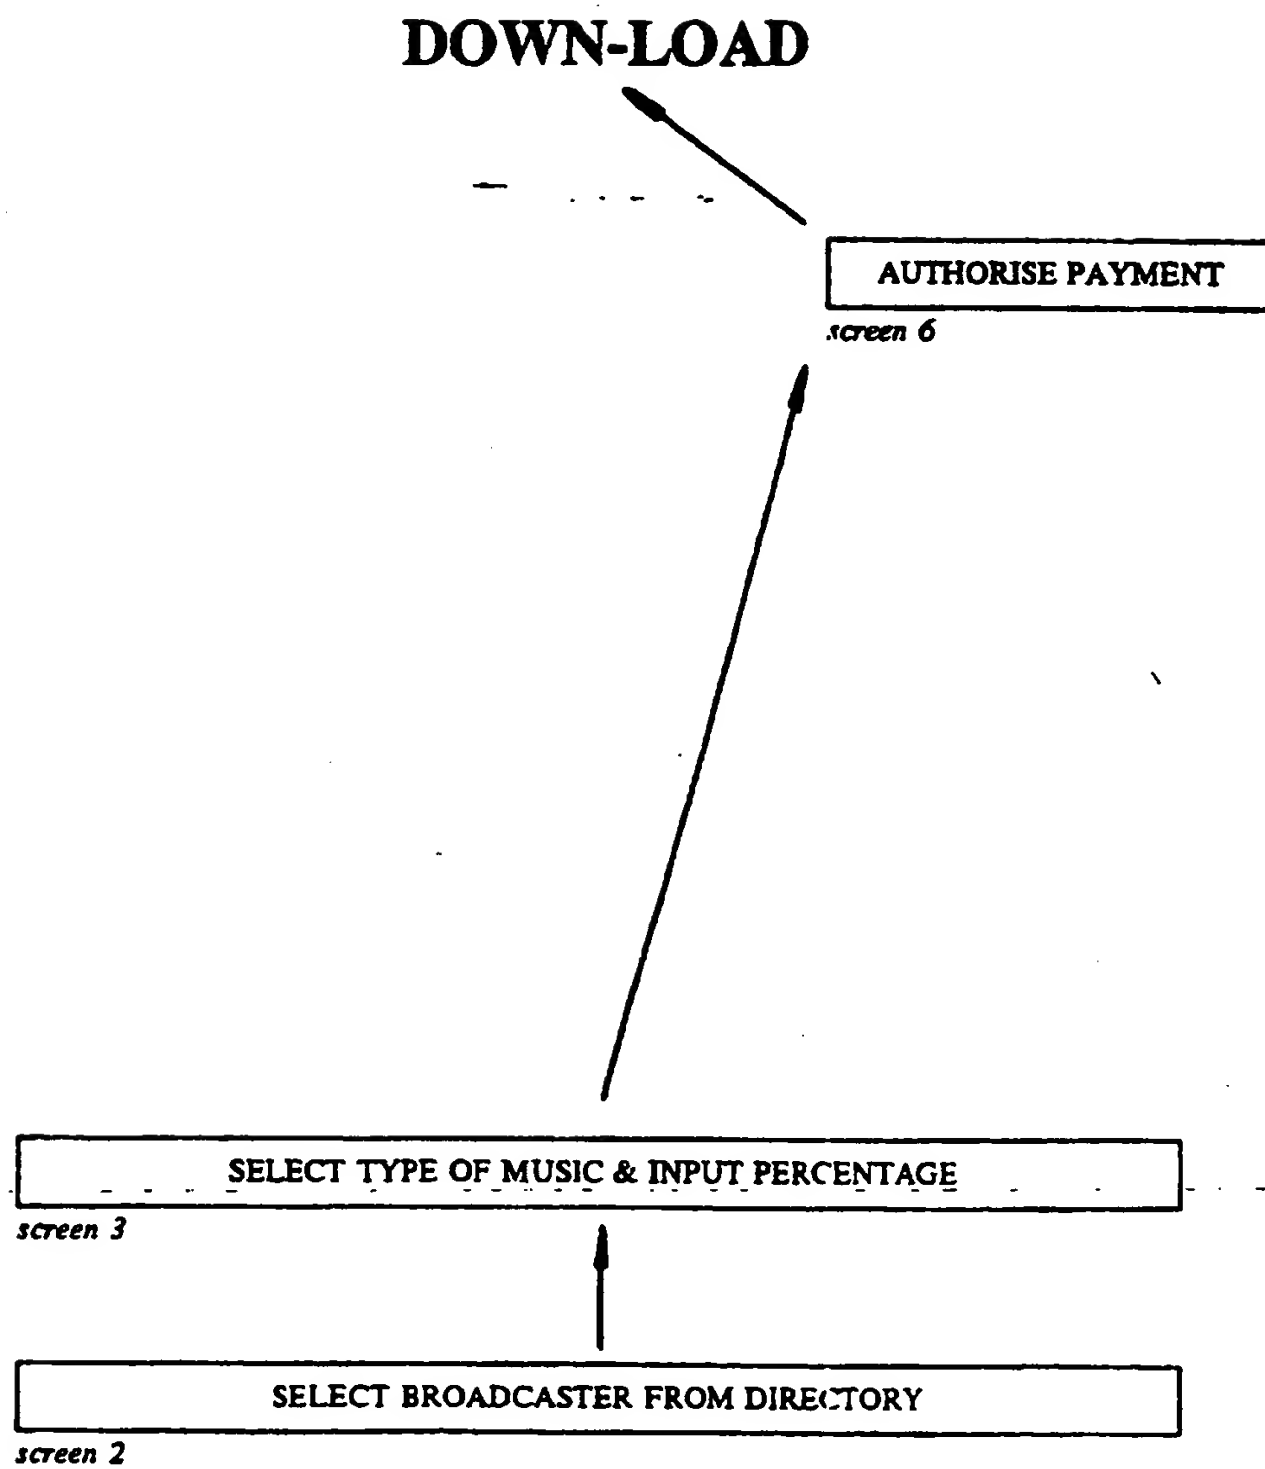 DOWN-LOAD
AUTHORISE PAYMENT
screen 6
SELECT TYPE OF MUSIC & INPUT PERCENTAGE
screen 3
SELECT BROADCASTER FROM DIRECTORY
screen 2